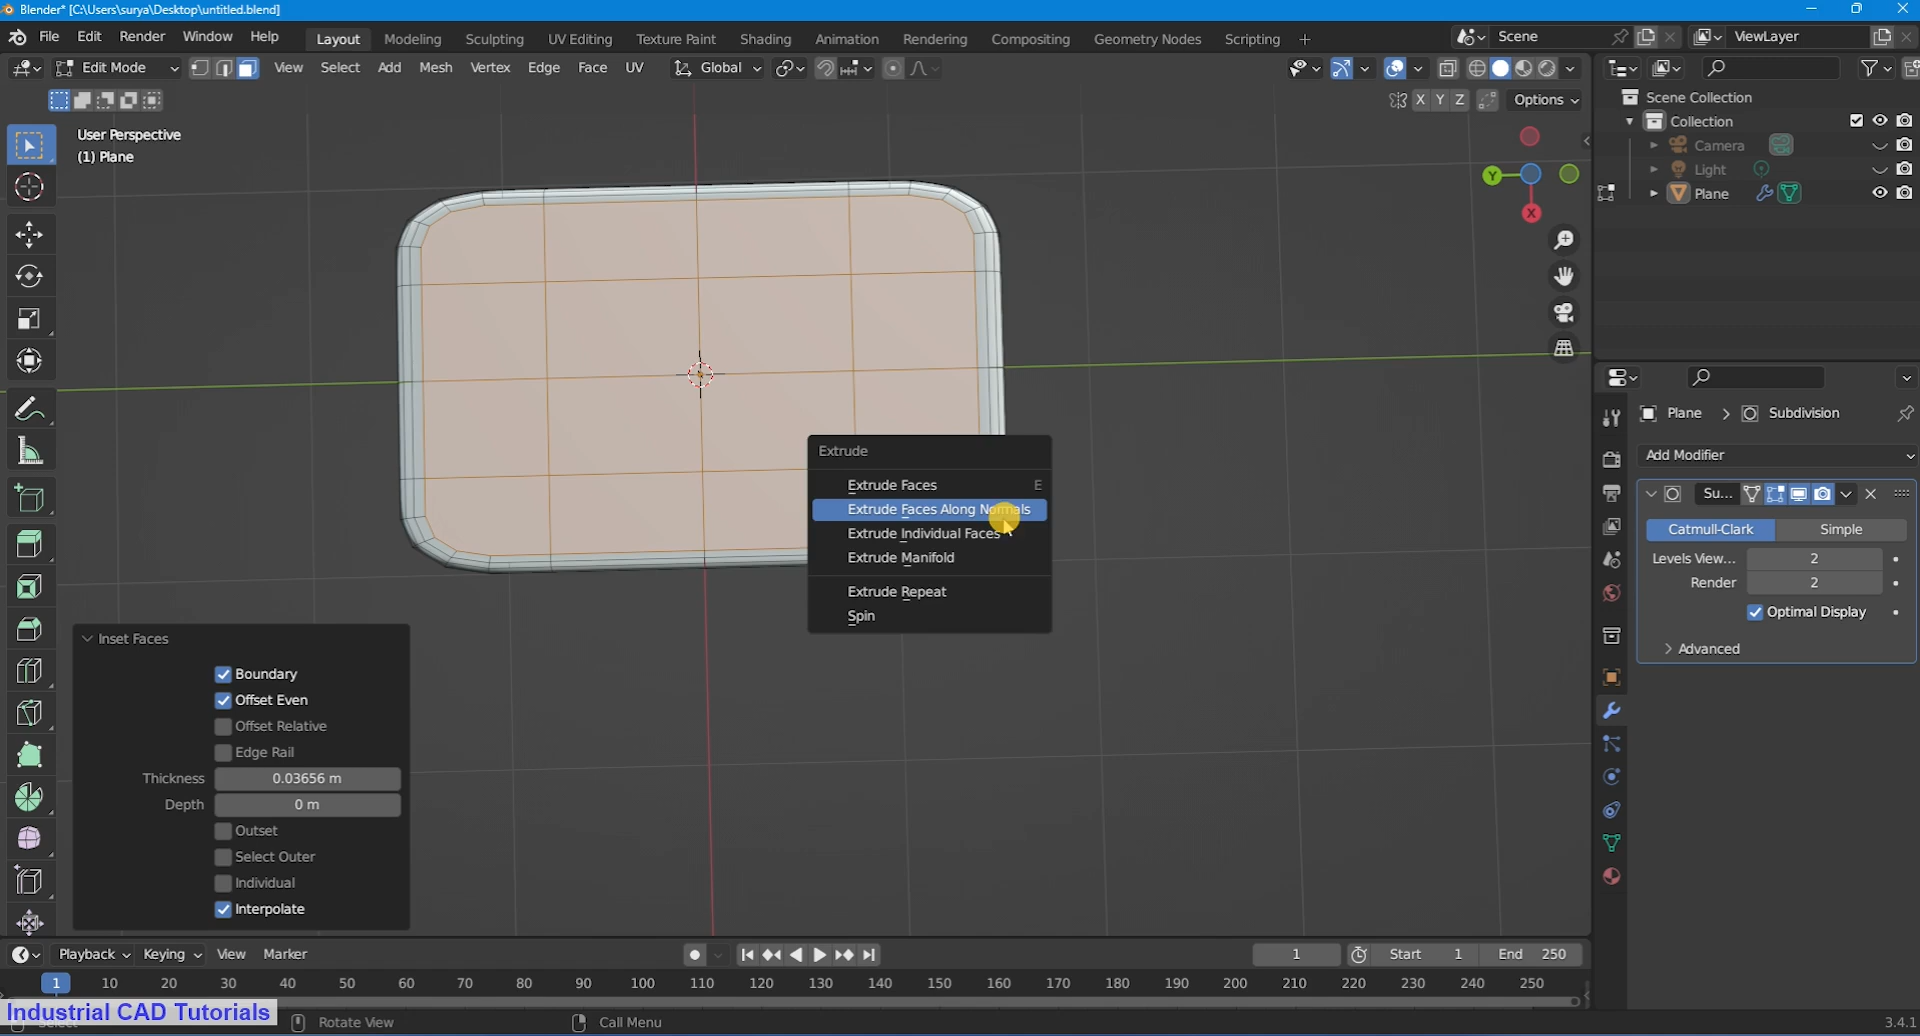 Blender* [C:\Users\surya\Desktop\untitled.blend]
File Edit Render Window Help Layout Modeling Sculpting UV Editing Texture Paint Shading Animation Rendering Compositing Geometry Nodes Scripting + Scene ViewLayer
Edit Mode View Select Add Mesh Vertex Edge Face UV Global
X Y Z Options
User Perspective
(1) Plane
Scene Collection
Collection
Camera
Light
Plane
Y
X
Plane > Subdivision
Add Modifier
Su...
Catmull-Clark Simple
Levels View... 2
Render 2
Optimal Display
Advanced
Extrude
Extrude Faces E
Extrude Faces Along Normals
Extrude Individual Faces
Extrude Manifold
Extrude Repeat
Spin
Inset Faces
Boundary
Offset Even
Offset Relative
Edge Rail
Thickness 0.03656 m
Depth 0 m
Outset
Select Outer
Individual
Interpolate
Playback Keying View Marker 1 Start 1 End 250
1 10 20 30 40 50 60 70 80 90 100 110 120 130 140 150 160 170 180 190 200 210 220 230 240 250
Industrial CAD Tutorials
Rotate View Call Menu 3.4.1